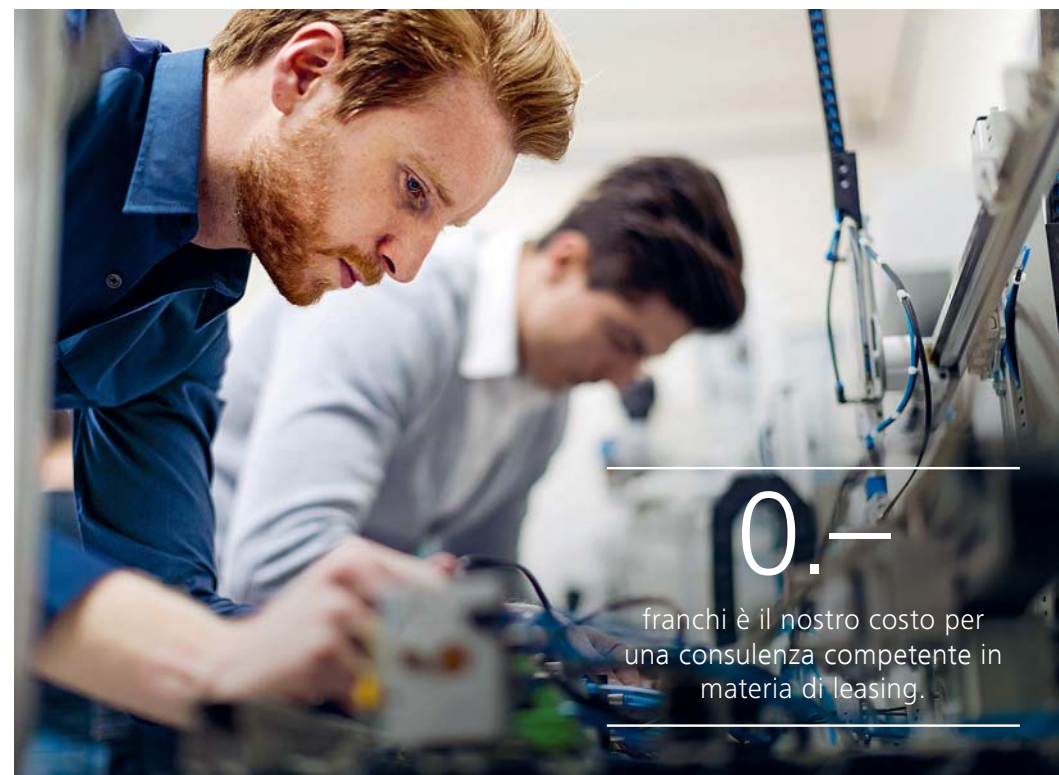 0.–
franchi è il nostro costo per
una consulenza competente in
materia di leasing.